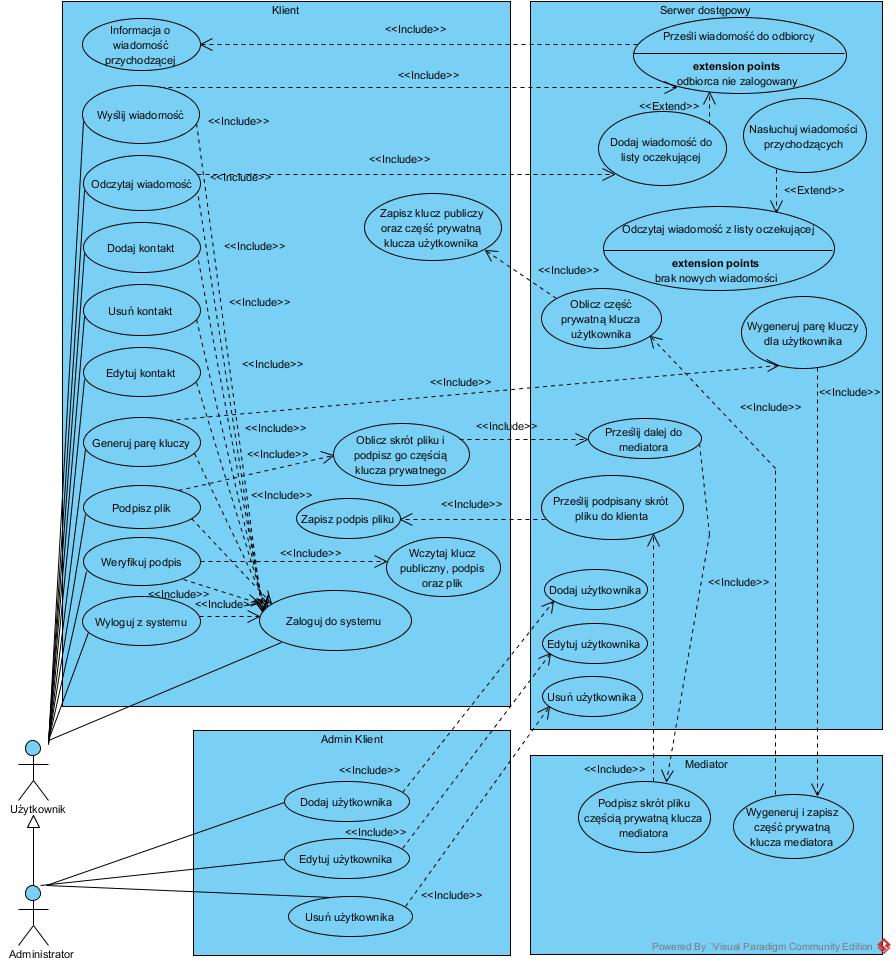 Klient
Informacja o
wiadomość
przychodzącej
<<Include>>
<<Include>>
Wyślij wiadomość
<<Include>>
<<Include>>
Odczytaj wiadomość
<<Include>>
Zapisz klucz publiczy
oraz część prywatną
klucza użytkownika
Dodaj kontakt
<<Include>>
Usuń kontakt
<<Include>>
Edytuj kontakt
<<Include>>
<<Include>>
Generuj parę kluczy
<<Include>>
<<Include>>
Oblicz skrót pliku i
podpisz go częścią
klucza prywatnego
<<Include>>
Podpisz plik
<<Include>>
Zapisz podpis pliku
<<Include>>
Weryfikuj podpis
<<Include>>
Wczytaj klucz
publiczny, podpis
oraz plik
<<Include>>
<<Include>>
Wyloguj z systemu
Zaloguj do systemu
Serwer dostępowy
Prześli wiadomość do odbiorcy
extension points
odbiorca nie zalogowany
<<Extend>>
Dodaj wiadomość do
listy oczekującej
Nasłuchuj wiadomości
przychodzących
<<Extend>>
Odczytaj wiadomość z listy oczekującej
extension points
brak nowych wiadomości
<<Include>>
Oblicz część
prywatną klucza
użytkownika
Wygeneruj parę kluczy
dla użytkownika
<<Include>>
<<Include>>
Prześlij dalej do
mediatora
Prześlij podpisany skrót
pliku do klienta
<<Include>>
Dodaj użytkownika
Edytuj użytkownika
Usuń użytkownika
Użytkownik
Administrator
Admin Klient
<<Include>>
Dodaj użytkownika
<<Include>>
Edytuj użytkownika
<<Include>>
Usuń użytkownika
Mediator
<<Include>>
Podpisz skrót pliku
częścią prywatną klucza
mediatora
Wygeneruj i zapisz
część prywatną
klucza mediatora
Powered By Visual Paradigm Community Edition